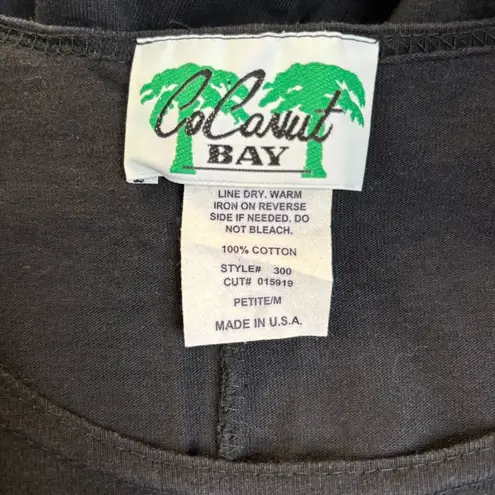 CoConut
BAY
LINE DRY. WARM
IRON ON REVERSE
SIDE IF NEEDED. DO
NOT BLEACH.
100% COTTON
STYLE# 300
CUT# 015919
PETITE/M
MADE IN U.S.A.